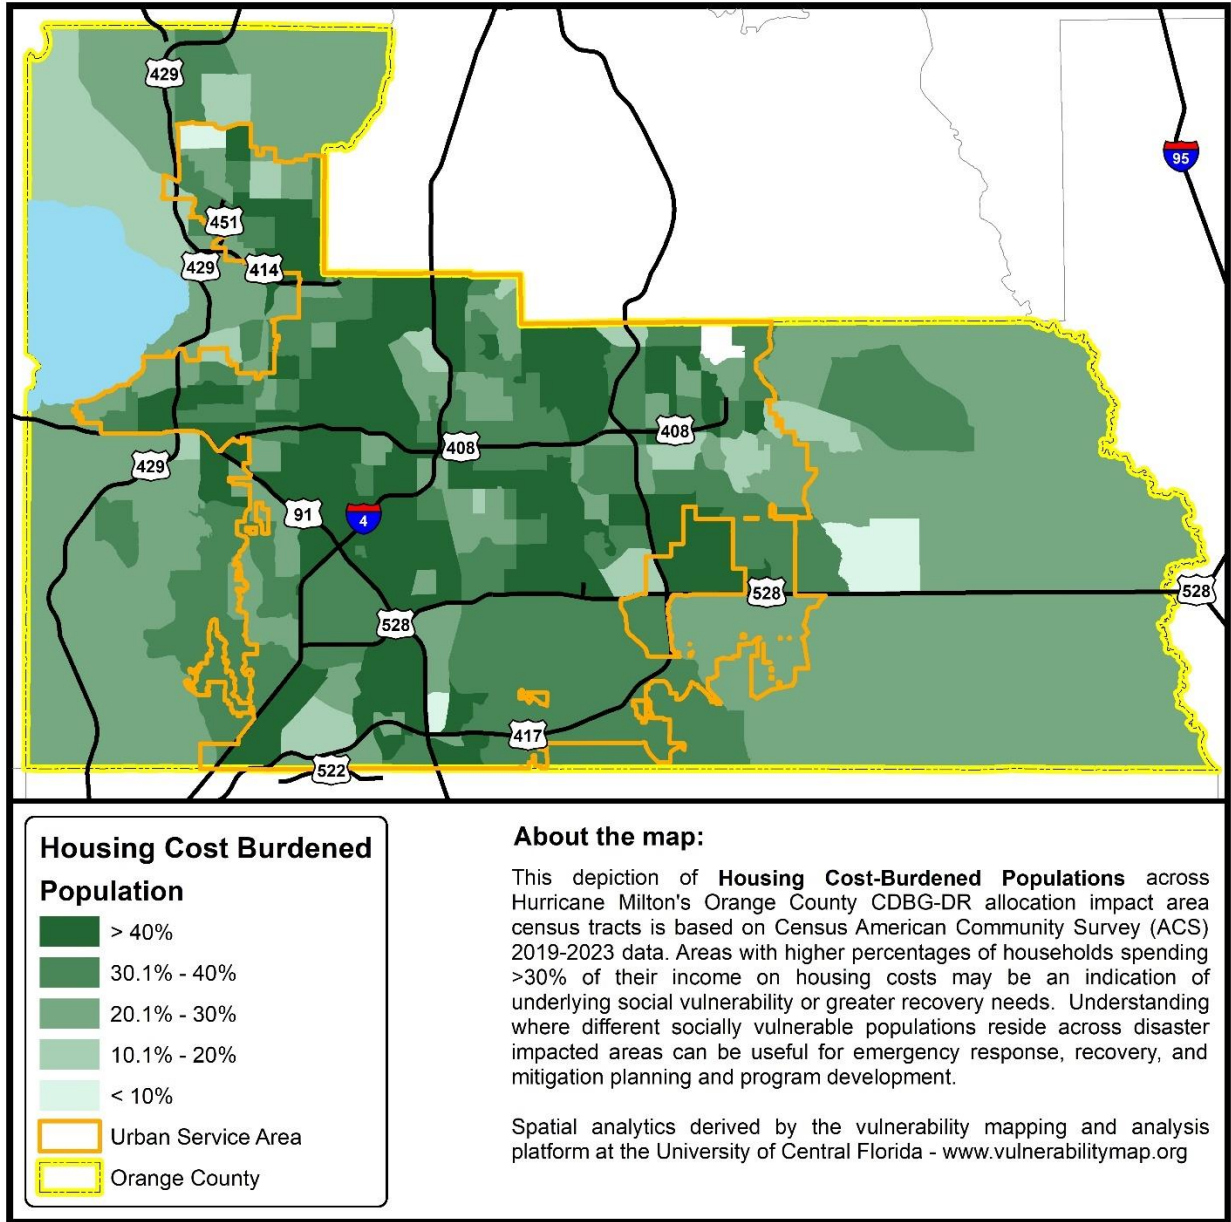 429
95
451
429
414
408
408
429
91
4
528
528
528
417
522
Housing Cost Burdened
Population
> 40%
30.1% - 40%
20.1% - 30%
10.1% - 20%
< 10%
Urban Service Area
Orange County
About the map:
This depiction of Housing Cost-Burdened Populations across
Hurricane Milton's Orange County CDBG-DR allocation impact area
census tracts is based on Census American Community Survey (ACS)
2019-2023 data. Areas with higher percentages of households spending
>30% of their income on housing costs may be an indication of
underlying social vulnerability or greater recovery needs. Understanding
where different socially vulnerable populations reside across disaster
impacted areas can be useful for emergency response, recovery, and
mitigation planning and program development.
Spatial analytics derived by the vulnerability mapping and analysis
platform at the University of Central Florida - www.vulnerabilitymap.org